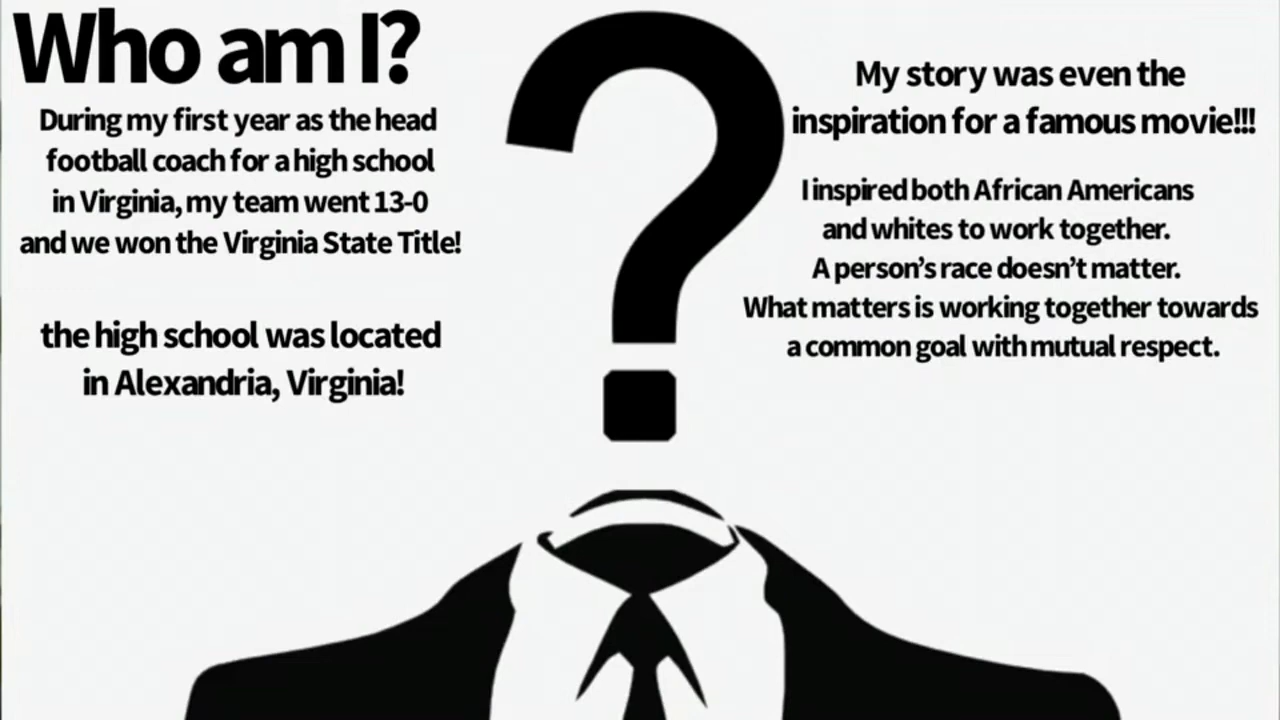 Who am I?
During my first year as the head
football coach for a high school
in Virginia, my team went 13-0
and we won the Virginia State Title!
the high school was located
in Alexandria, Virginia!
My story was even the
inspiration for a famous movie!!!
I inspired both African Americans
and whites to work together.
A person’s race doesn’t matter.
What matters is working together towards
a common goal with mutual respect.